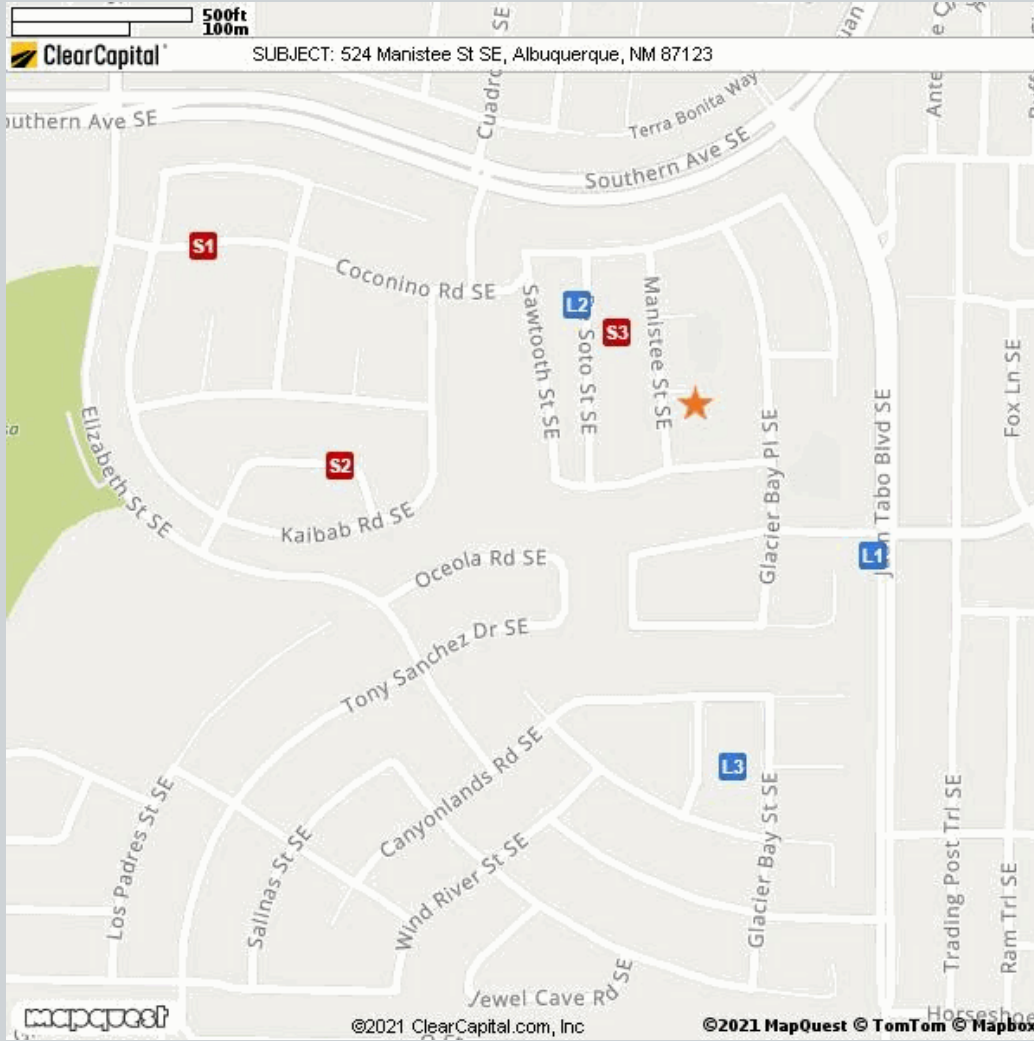 500ft
100m
ClearCapital
SUBJECT: 524 Manistee St SE, Albuquerque, NM 87123
SE
Cuadro
Terra Bonita Way
Southern Ave SE
uthern Ave SE
S1
Coconino Rd SE
L2
S3
Sawtooth St SE
Soto St SE
Manistee St SE
Fox Ln SE
Elizabeth St SE
S2
Kaibab Rd SE
Glacier Bay Pl SE
Tabo Blvd SE
L1
Oceola Rd SE
Tony Sanchez Dr SE
Canyonlands Rd SE
L3
Los Padres St SE
Salinas St SE
Wind River St SE
Glacier Bay St SE
Trading Post Trl SE
Ram Trl SE
Jewel Cave Rd SE
Horsesho
mapquest
©2021 ClearCapital.com, Inc
©2021 MapQuest © TomTom © Mapbox